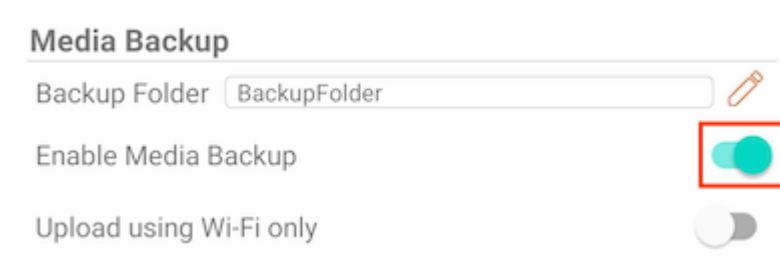 Media Backup
Backup Folder BackupFolder
Enable Media Backup
Upload using Wi-Fi only